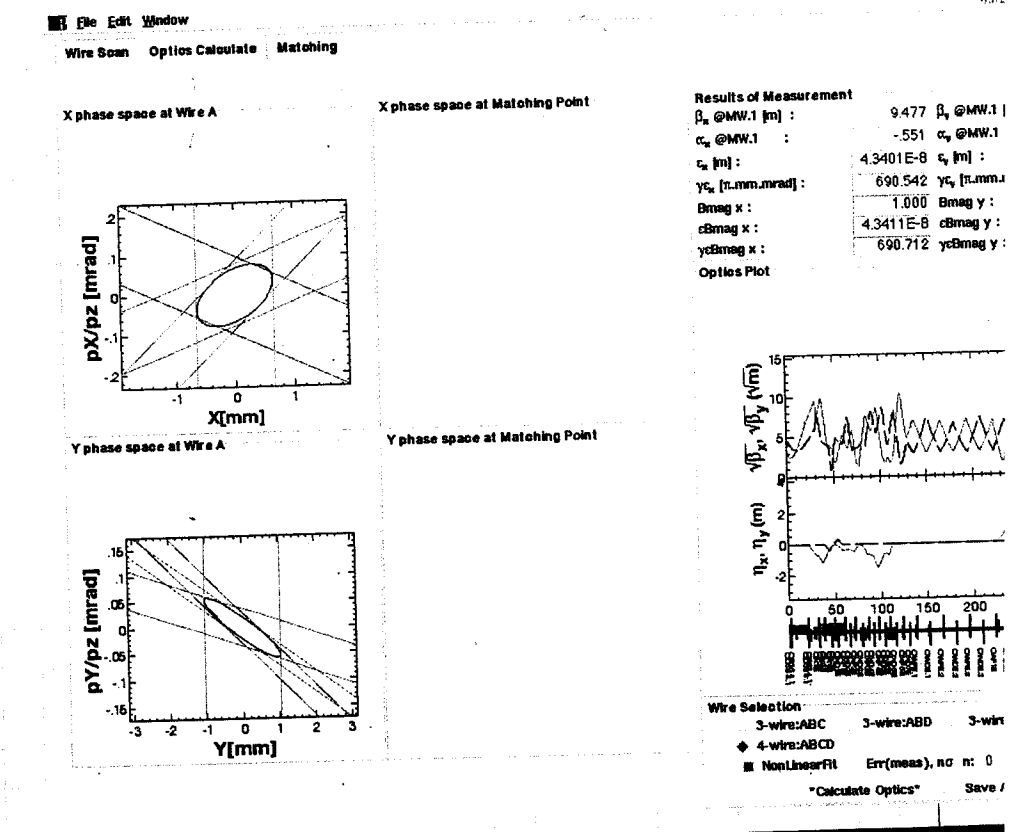 File Edit Window
Wire Scan Optics Calculate Matching
X phase space at Wire A
X phase space at Matching Point
.2
.1
0
-.1
-.2
pX/pz [mrad]
-1 0 1
X[mm]
Y phase space at Wire A
Y phase space at Matching Point
.15
.1
.05
0
-.05
-.1
-.15
pY/pz [mrad]
-3 -2 -1 0 1 2 3
Y[mm]
Results of Measurement
βx @MW.1 [m] : 9.477 βy @MW.1 [
αx @MW.1 : -.551 αy @MW.1
εx [m] : 4.3401E-8 εy [m] :
γεx [π.mm.mrad] : 690.542 γεy [π.mm.
Bmag x : 1.000 Bmag y :
εBmag x : 4.3411E-8 εBmag y :
γεBmag x : 690.712 γεBmag y :
Optics Plot
15
10
5
0
√βx, √βy (√m)
2
0
-2
ηx, ηy (m)
0 50 100 150 200
Wire Selection
3-wire:ABC 3-wire:ABD 3-wire
4-wire:ABCD
NonLinearFit Err(meas), nσ n: 0
"Calculate Optics" Save /